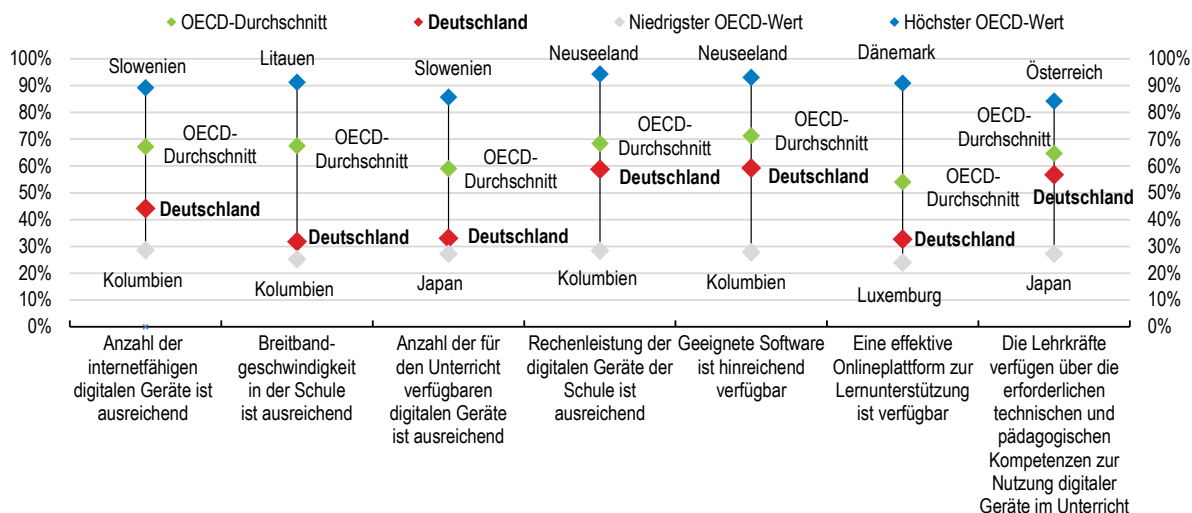 OECD-Durchschnitt Deutschland Niedrigster OECD-Wert Höchster OECD-Wert
100%
90%
80%
70%
60%
50%
40%
30%
20%
10%
0%
Slowenien
OECD-
Durchschnitt
Deutschland
Kolumbien
Litauen
OECD-
Durchschnitt
Deutschland
Kolumbien
Slowenien
OECD-
Durchschnitt
Deutschland
Japan
Neuseeland
OECD-
Durchschnitt
Deutschland
Kolumbien
Neuseeland
OECD-
Durchschnitt
Deutschland
Kolumbien
Dänemark
OECD-
Durchschnitt
Deutschland
Luxemburg
Österreich
OECD-
Durchschnitt
Deutschland
Japan
100%
90%
80%
70%
60%
50%
40%
30%
20%
10%
0%
Anzahl der
internetfähigen
digitalen Geräte ist
ausreichend
Breitband-
geschwindigkeit
in der Schule
ist ausreichend
Anzahl der für
den Unterricht
verfügbaren
digitalen Geräte
ist ausreichend
Rechenleistung der
digitalen Geräte der
Schule ist
ausreichend
Geeignete Software
ist hinreichend
verfügbar
Eine effektive
Onlineplattform zur
Lernunterstützung
ist verfügbar
Die Lehrkräfte
verfügen über die
erforderlichen
technischen und
pädagogischen
Kompetenzen zur
Nutzung digitaler
Geräte im Unterricht